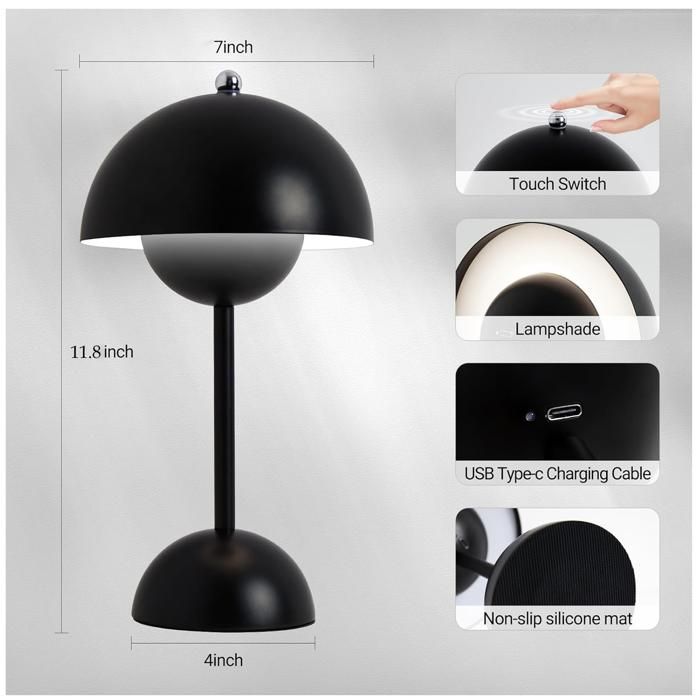 7inch
11.8 inch
4inch
Touch Switch
Lampshade
USB Type-c Charging Cable
Non-slip silicone mat